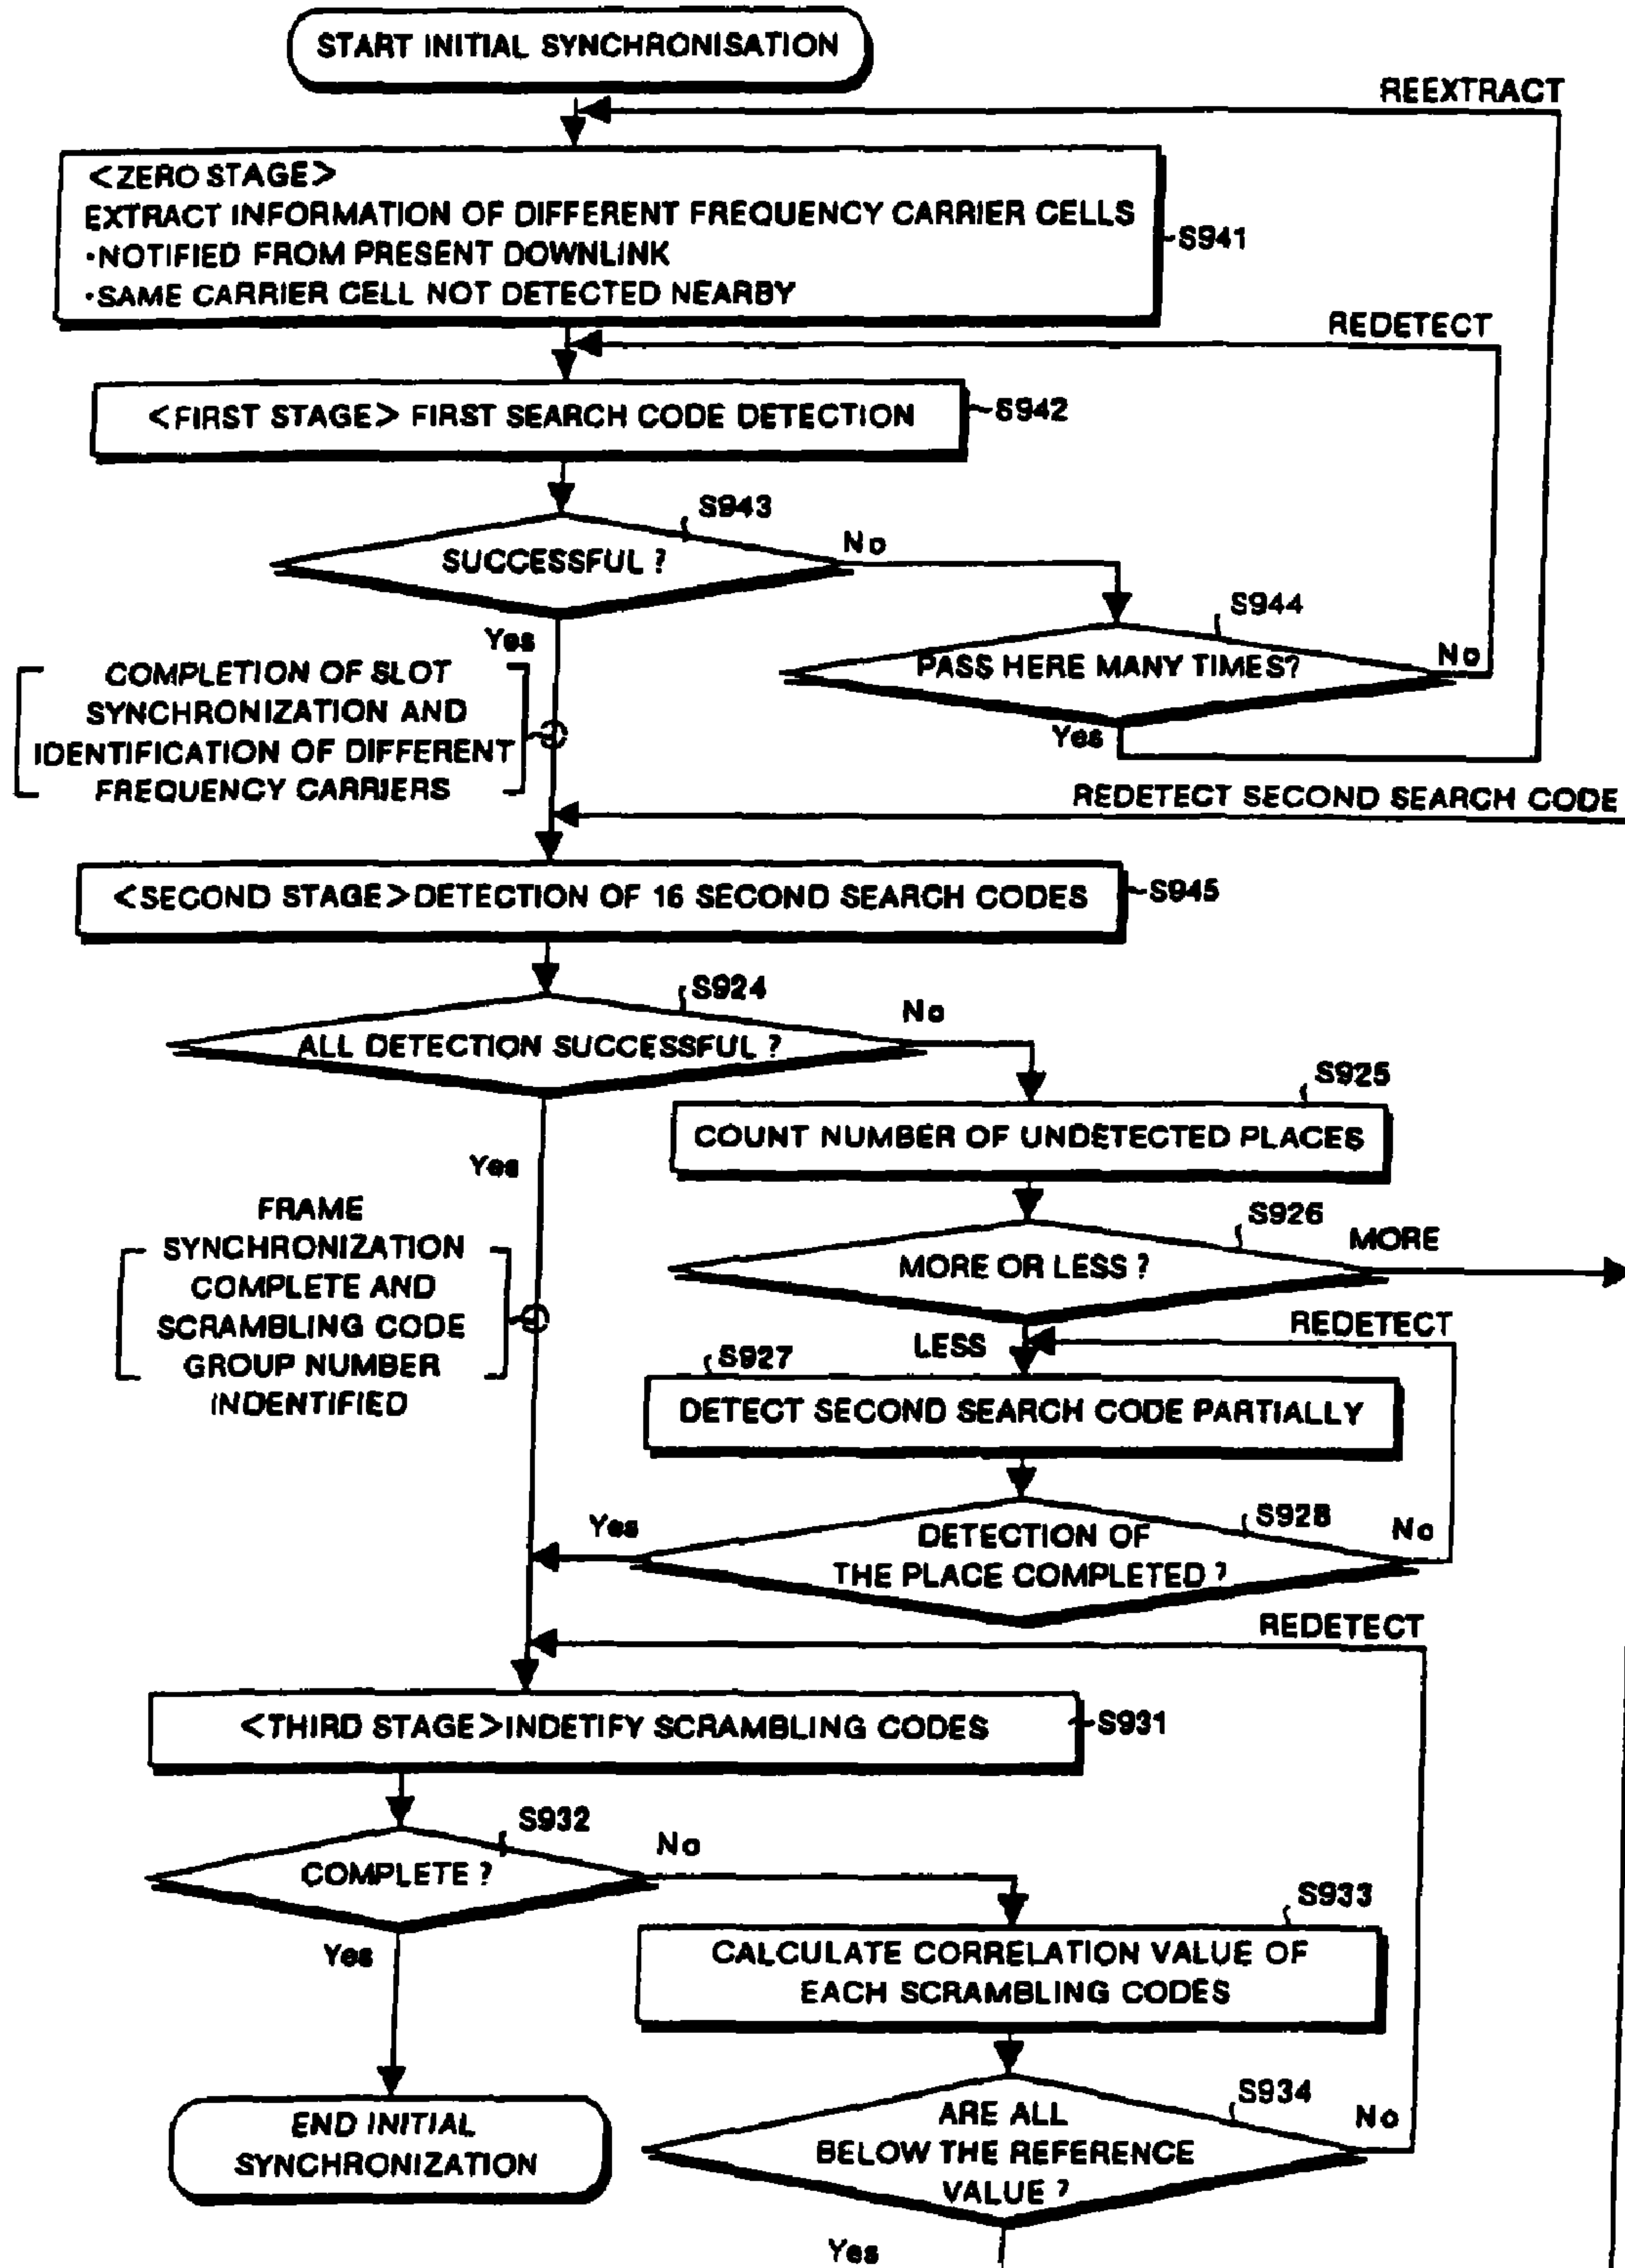 START INITIAL SYNCHRONISATION
REEXTRACT
<ZERO STAGE>
EXTRACT INFORMATION OF DIFFERENT FREQUENCY CARRIER CELLS
·NOTIFIED FROM PRESENT DOWNLINK
·SAME CARRIER CELL NOT DETECTED NEARBY
S941
REDETECT
<FIRST STAGE> FIRST SEARCH CODE DETECTION
S942
S943
SUCCESSFUL ?
No
S944
PASS HERE MANY TIMES?
No
Yes
Yes
COMPLETION OF SLOT
SYNCHRONIZATION AND
IDENTIFICATION OF DIFFERENT
FREQUENCY CARRIERS
REDETECT SECOND SEARCH CODE
<SECOND STAGE>DETECTION OF 16 SECOND SEARCH CODES
S945
S924
ALL DETECTION SUCCESSFUL ?
No
S925
COUNT NUMBER OF UNDETECTED PLACES
Yes
FRAME
SYNCHRONIZATION
COMPLETE AND
SCRAMBLING CODE
GROUP NUMBER
INDENTIFIED
S926
MORE OR LESS ?
MORE
LESS
REDETECT
S927
DETECT SECOND SEARCH CODE PARTIALLY
S928
DETECTION OF
THE PLACE COMPLETED ?
Yes
No
REDETECT
<THIRD STAGE>INDETIFY SCRAMBLING CODES
S931
S932
COMPLETE ?
No
Yes
S933
CALCULATE CORRELATION VALUE OF
EACH SCRAMBLING CODES
END INITIAL
SYNCHRONIZATION
S934
ARE ALL
BELOW THE REFERENCE
VALUE ?
No
Yes